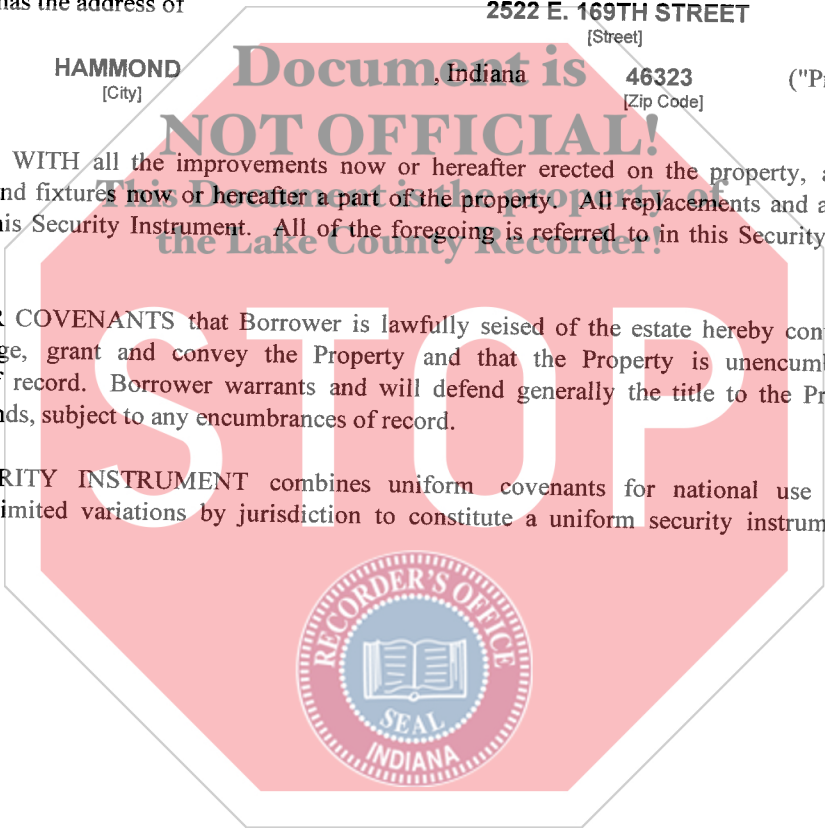 has the address of 2522 E. 169TH STREET
[Street]
HAMMOND , Indiana 46323 ("P
[City] [Zip Code]
Document is
NOT OFFICIAL!
This Document is the property of
the Lake County Recorder!
WITH all the improvements now or hereafter erected on the property, a
nd fixtures now or hereafter a part of the property. All replacements and a
is Security Instrument. All of the foregoing is referred to in this Security
R COVENANTS that Borrower is lawfully seised of the estate hereby con
ge, grant and convey the Property and that the Property is unencumb
f record. Borrower warrants and will defend generally the title to the Pr
nds, subject to any encumbrances of record.
STOP
RITY INSTRUMENT combines uniform covenants for national use
imited variations by jurisdiction to constitute a uniform security instrum
RECORDER'S OFFICE
SEAL
INDIANA